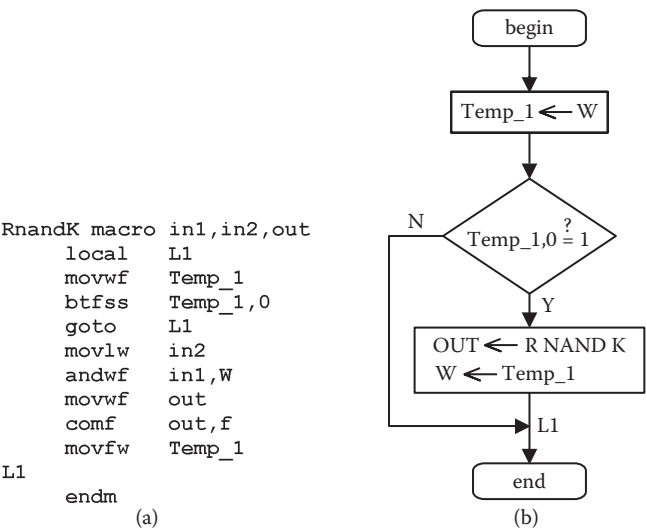 RnandK macro in1,in2,out
local L1
movwf Temp_1
btfss Temp_1,0
goto L1
movlw in2
andwf in1,W
movwf out
comf out,f
movfw Temp_1
L1
endm
(a)
begin
Temp_1 ← W
N
?
Temp_1,0 = 1
Y
OUT ← R NAND K
W ← Temp_1
L1
end
(b)